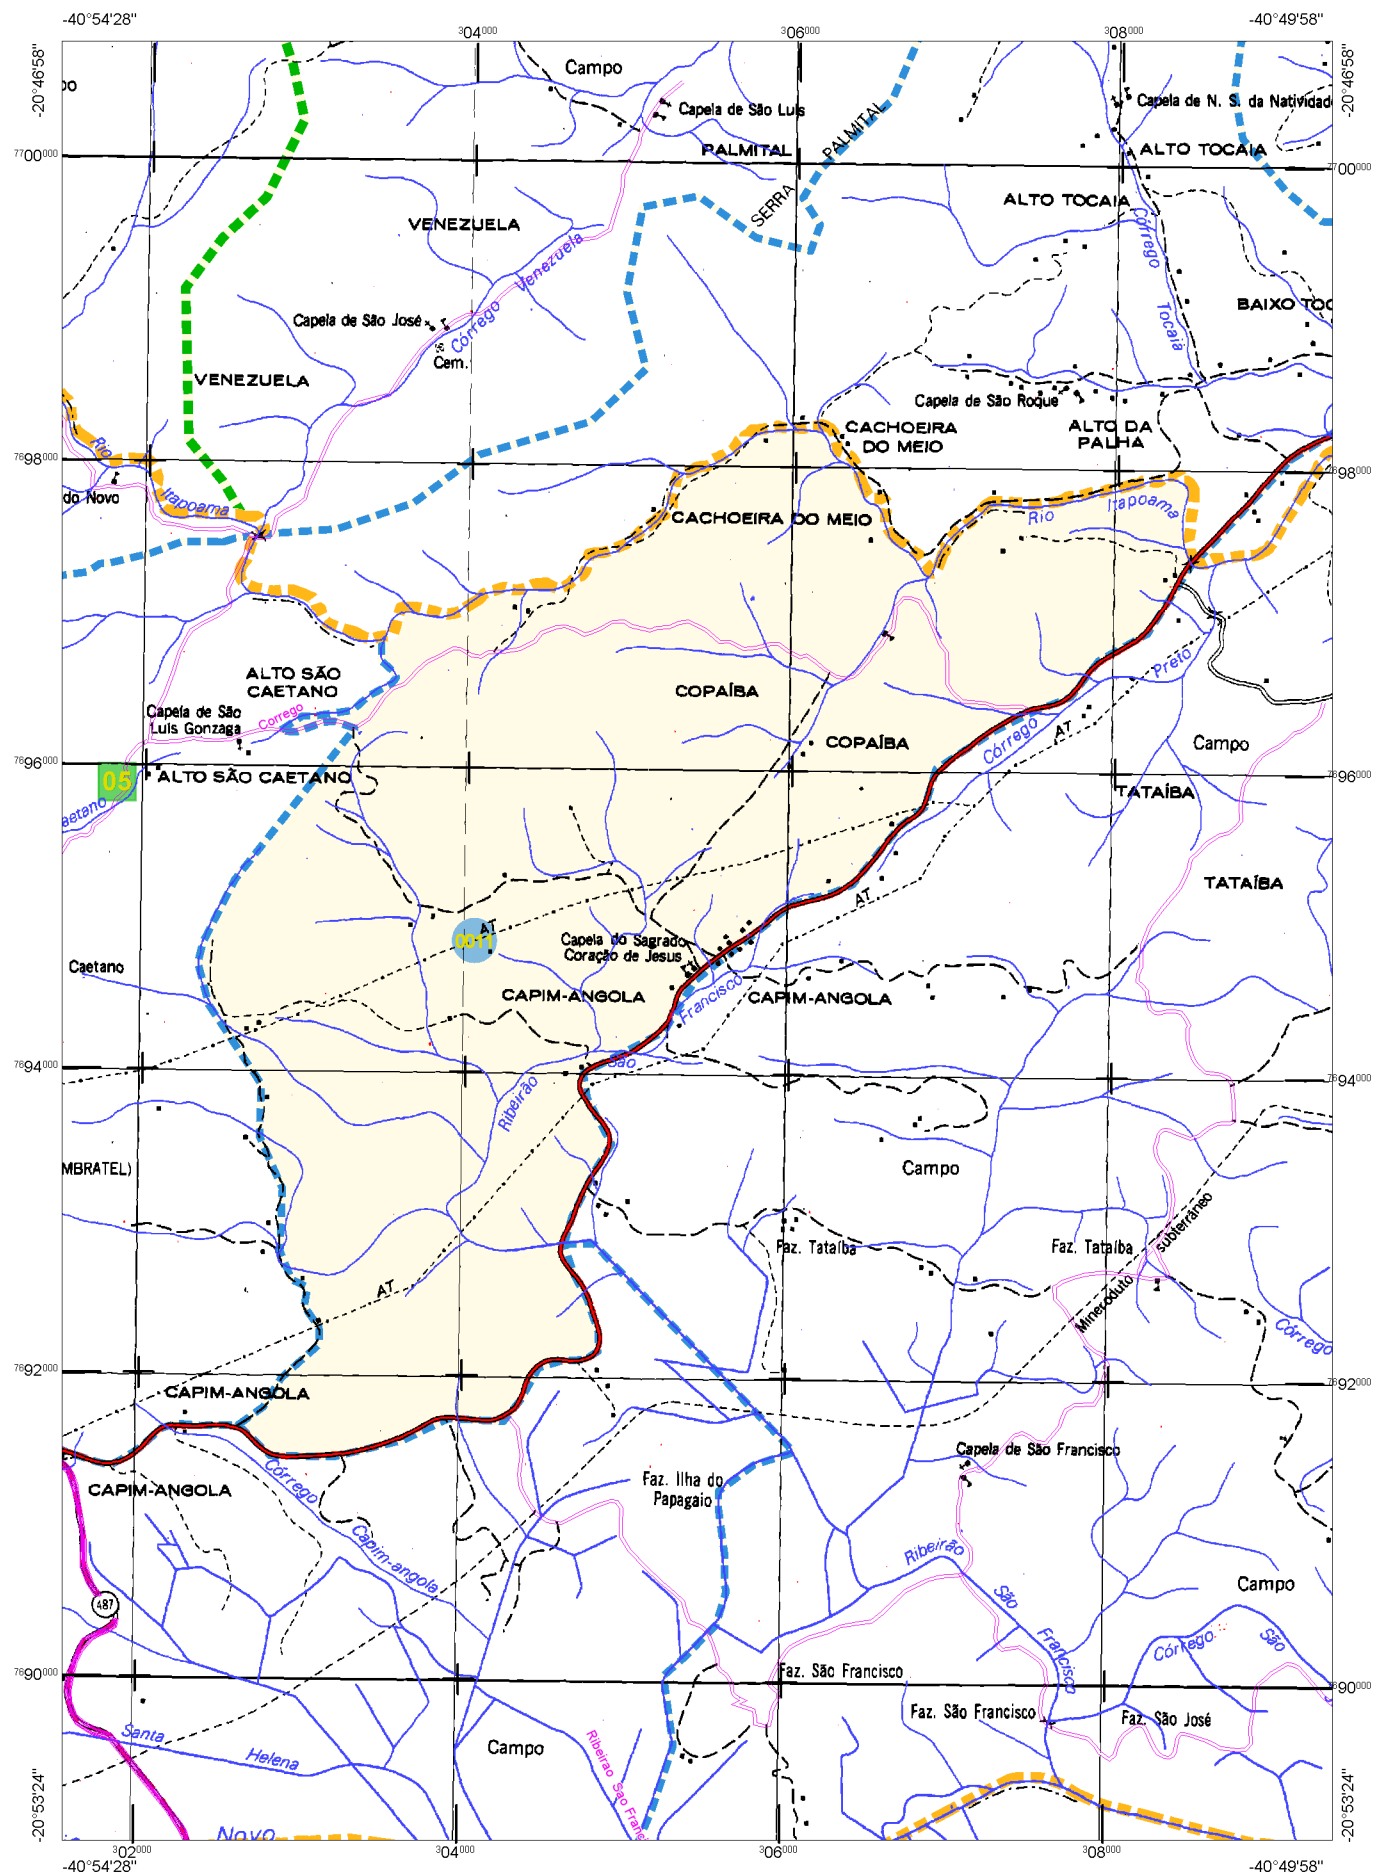 -40°54'28"
-40°49'58"
304000
306000
308000
-20°46'58"
-20°46'58"
Campo
Capela de São Luis
Capela de N. S. da Natividad
PALMITAL
7700000
PALMITAL
ALTO TOCAIA
7700000
SERRA
ALTO TOCAIA
VENEZUELA
Córrego
Venezuela
Tocaia
BAIXO TOC
Capela de São José
Córrego
Cem.
VENEZUELA
Capela de São Roque
CACHOEIRA
DO MEIO
ALTO DA
PALHA
Rio
7698000
7698000
do Novo
Itapoama
CACHOEIRA DO MEIO
Rio
Itapoama
ALTO SÃO
CAETANO
COPAÍBA
Preto
Capela de São
Luis Gonzaga
Corrego
Córrego
AT
COPAÍBA
Campo
7696000
7696000
05
ALTO SÃO CAETANO
TATAÍBA
aetano
TATAÍBA
AT
AT
0011
Capela do Sagrado
Coração de Jesus
Caetano
CAPIM-ANGOLA
Francisco
CAPIM-ANGOLA
São
7694000
7694000
Ribeirão
MBRATEL)
Campo
subterrâneo
Faz. Tataíba
Faz. Tataíba
AT
Mineroduto
Córrego
7692000
7692000
CAPIM-ANGOLA
Capela de São Francisco
CAPIM-ANGOLA
Córrego
Faz. Ilha do
Papagaio
Capim-angola
Ribeirão
São
Campo
487
Francisco
Córrego
São
7690000
7690000
Faz. São Francisco
Faz. São Francisco
Faz. São José
Santa
Helena
Campo
Ribeirao Sao Franci
Novo
-20°53'24"
-20°53'24"
302000
304000
306000
308000
-40°54'28"
-40°49'58"